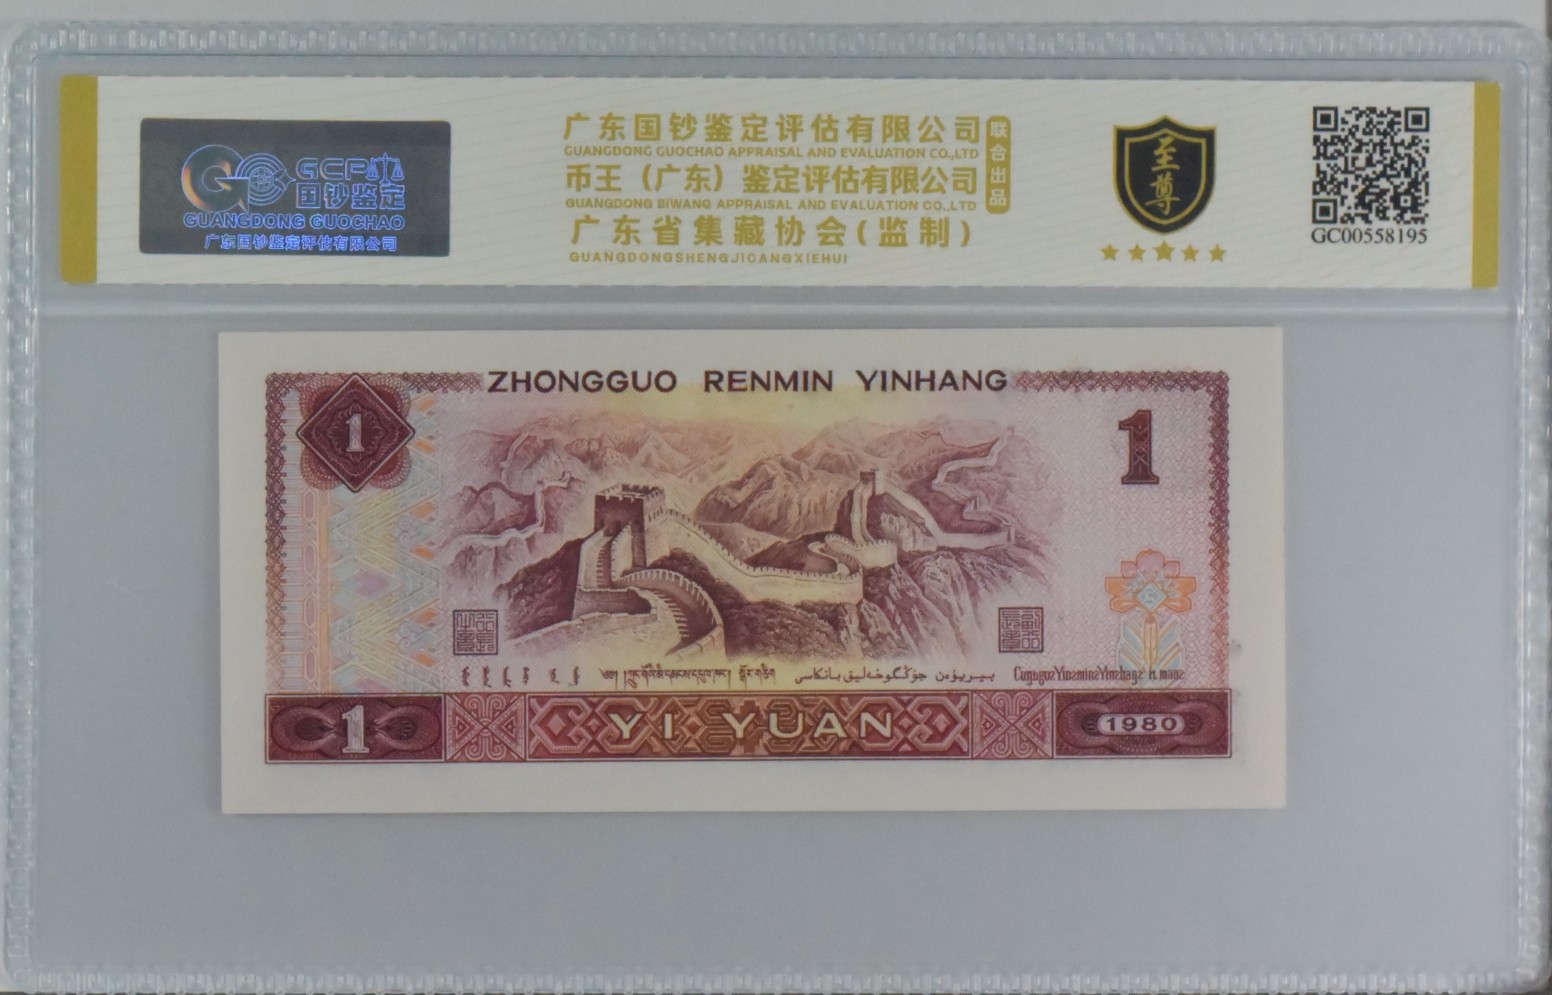 GCP
国钞鉴定
GUANGDONG GUOCHAO
广东国钞鉴定评估有限公司
广东国钞鉴定评估有限公司
GUANGDONG GUOCHAO APPRAISAL AND EVALUATION CO.,LTD
币王（广东）鉴定评估有限公司
GUANGDONG BIWANG APPRAISAL AND EVALUATION CO.,LTD
广东省集藏协会(监制)
GUANGDONGSHENGJICANGXIEHUI
联合出品
至尊
GC00558195
ZHONGGUO RENMIN YINHANG
1
1
1
YI YUAN
1980